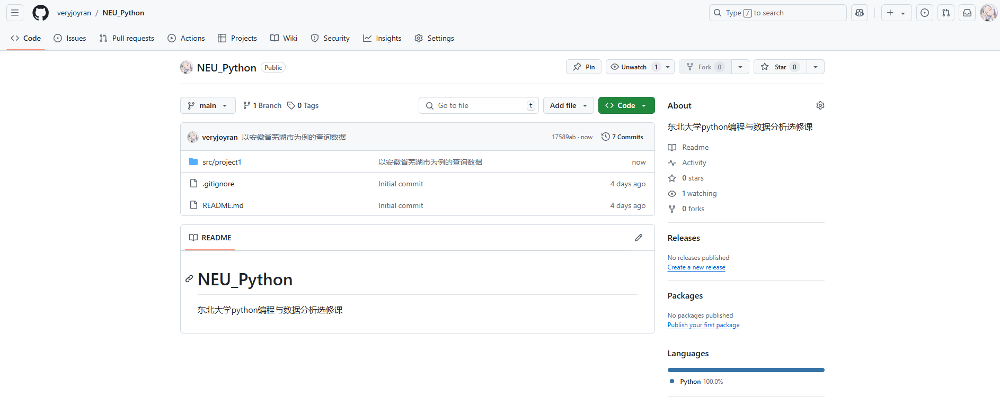 veryjoyran / NEU_Python
Type / to search
Code Issues Pull requests Actions Projects Wiki Security Insights Settings
NEU_Python Public
Pin Unwatch 1 Fork 0 Star 0
main 1 Branch 0 Tags Go to file t Add file Code
veryjoyran 以安徽省芜湖市为例的查询数据 17589ab · now 7 Commits
src/project1 以安徽省芜湖市为例的查询数据 now
.gitignore Initial commit 4 days ago
README.md Initial commit 4 days ago
README
NEU_Python
东北大学python编程与数据分析选修课
About
东北大学python编程与数据分析选修课
Readme
Activity
0 stars
1 watching
0 forks
Releases
No releases published
Create a new release
Packages
No packages published
Publish your first package
Languages
Python 100.0%